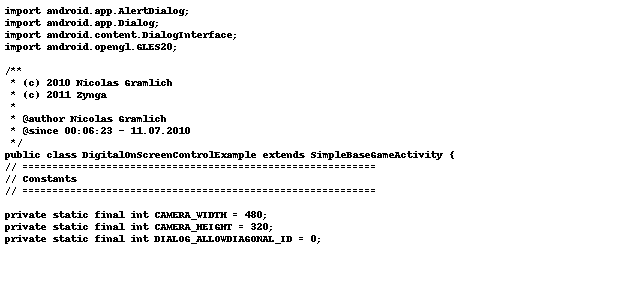 import android.app.AlertDialog;
import android.app.Dialog;
import android.content.DialogInterface;
import android.opengl.GLES20;
/**
* (c) 2010 Nicolas Gramlich
* (c) 2011 Zynga
*
* @author Nicolas Gramlich
* @since 00:06:23 - 11.07.2010
*/
public class DigitalOnScreenControlExample extends SimpleBaseGameActivity {
// ===========================================================
// Constants
// ===========================================================
private static final int CAMERA_WIDTH = 480;
private static final int CAMERA_HEIGHT = 320;
private static final int DIALOG_ALLOWDIAGONAL_ID = 0;